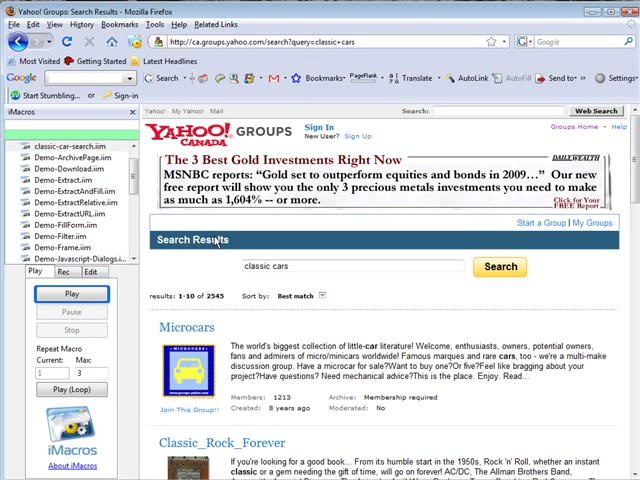 Yahoo! Groups: Search Results - Mozilla Firefox
File Edit View History Bookmarks Tools Help Related Links
http://ca.groups.yahoo.com/search?query=classic+cars
Google
Most Visited Getting Started Latest Headlines
Google Search Bookmarks PageRank Translate AutoLink AutoFill Send to Settings
Start Stumbling... or Sign-in
iMacros
classic-car-search.iim
Demo-ArchivePage.iim
Demo-Download.iim
Demo-Extract.iim
Demo-ExtractAndFill.iim
Demo-ExtractRelative.iim
Demo-ExtractURL.iim
Demo-FillForm.iim
Demo-Filter.iim
Demo-Frame.iim
Demo-Javascript-Dialogs.i...
Play Rec Edit
Play
Pause
Stop
Repeat Macro
Current: Max:
1 3
Play (Loop)
iMacros
About iMacros
Yahoo! My Yahoo! Mail
Search: Web Search
YAHOO! GROUPS
CANADA
Sign In
New User? Sign Up
Groups Home - Help
The 3 Best Gold Investments Right Now
DAILYWEALTH
MSNBC reports: “Gold set to outperform equities and bonds in 2009...” Our new
free report will show you the only 3 precious metals investments you need to make
as much as 1,604% -- or more.
Click for Your
FREE Report
Start a Group | My Groups
Search Results
classic cars
Search
results: 1-10 of 2545 Sort by: Best match
Microcars
MICROCARS
www.groups.yahoo.com
The world's biggest collection of little-car literature! Welcome, enthusiasts, owners, potential owners,
fans and admirers of micro/minicars worldwide! Famous marques and rare cars, too - we're a multi-make
discussion group. Have a microcar for sale?Want to buy one?Or five?Feel like bragging about your
project?Have questions? Need mechanical advice?This is the place. Enjoy. Read...
Members: 1213 Archive: Membership required
Created: 8 years ago Moderated: No
Join This Group!!
Classic_Rock_Forever
If you're looking for a good book... From its humble start in the 1950s, Rock 'n' Roll, whether an instant
classic or a gem needing the gift of time, will go on forever! AC/DC, The Allman Brothers Band,